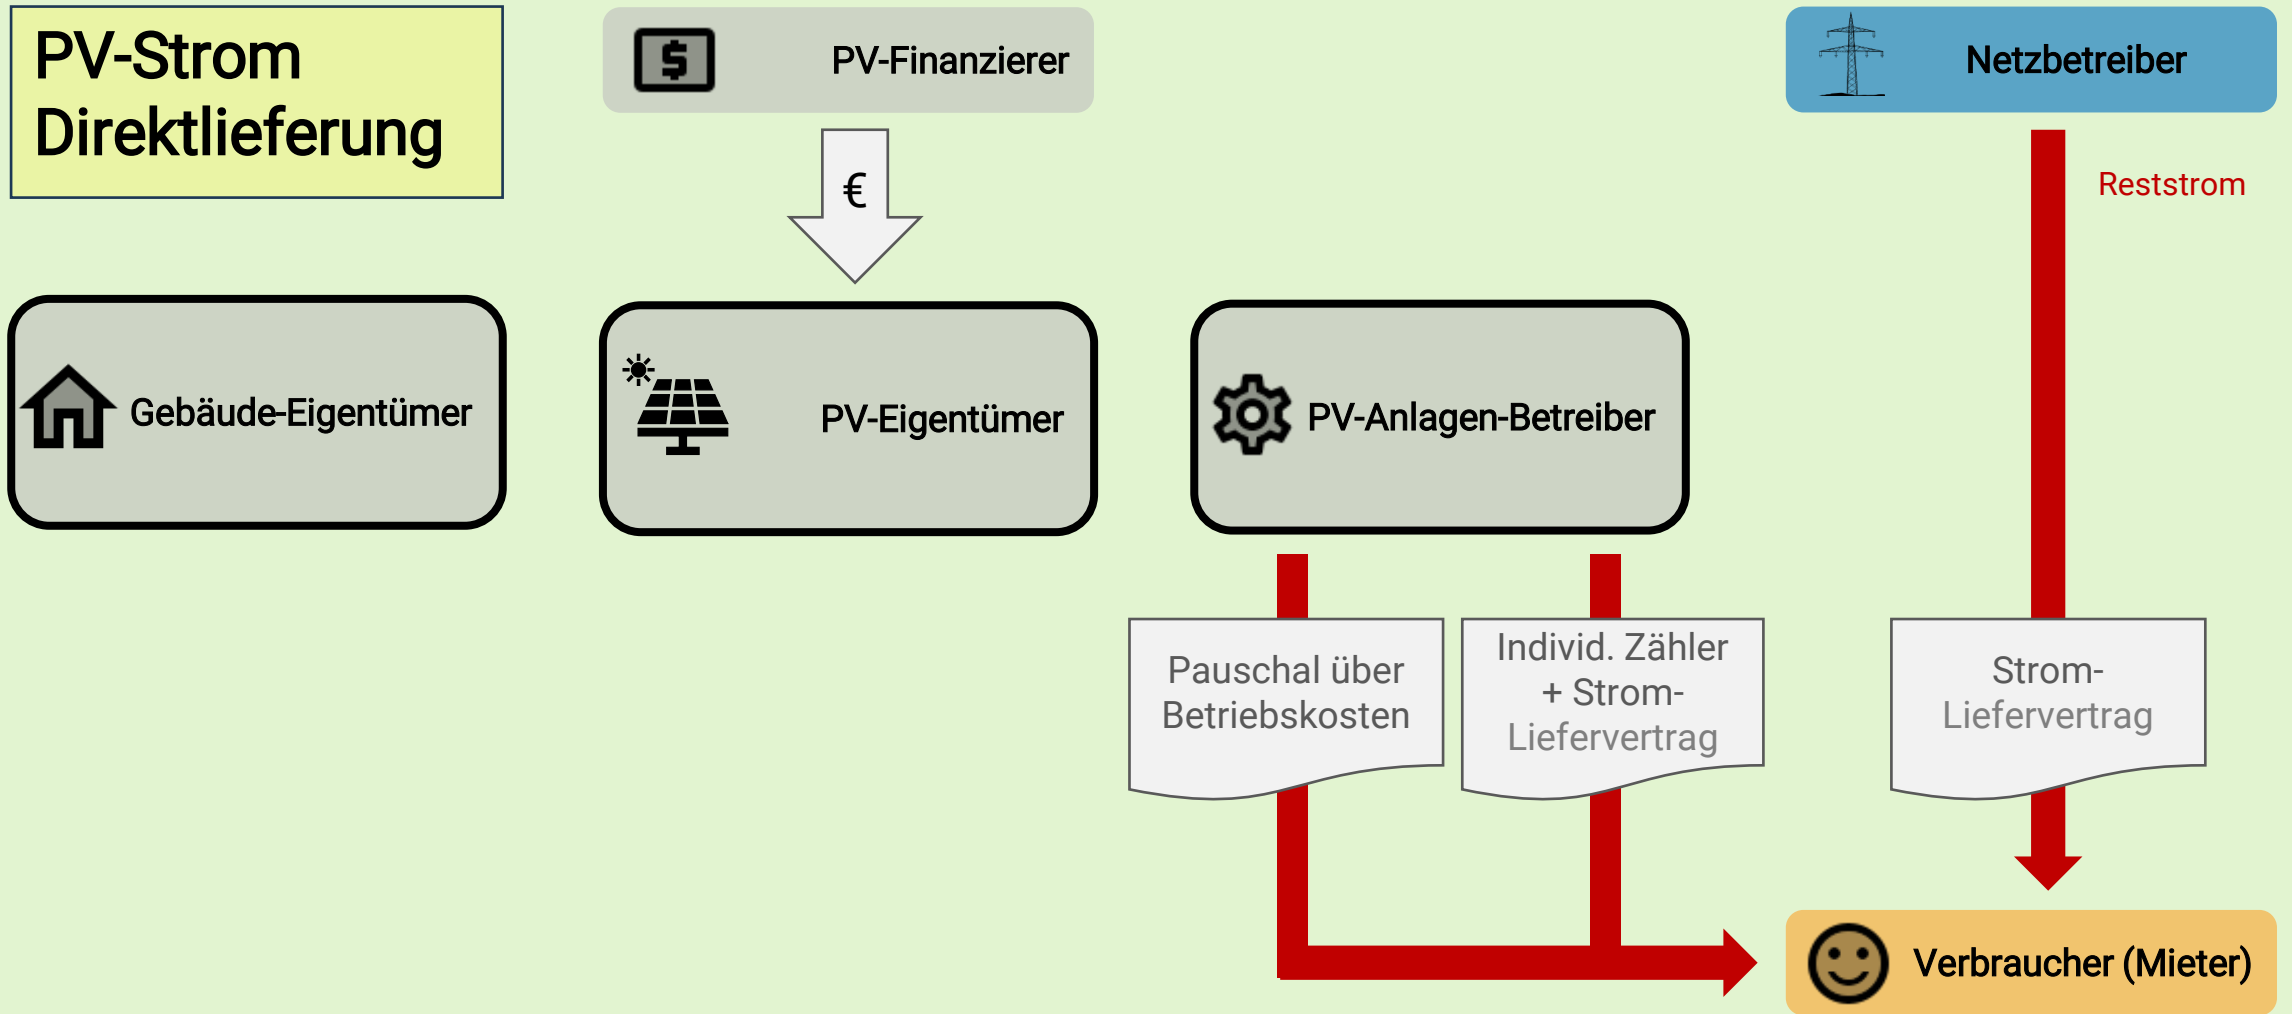 PV-Strom
Direktlieferung
$
PV-Finanzierer
Netzbetreiber
€
Reststrom
Gebäude-Eigentümer
PV-Eigentümer
PV-Anlagen-Betreiber
Pauschal über
Betriebskosten
Individ. Zähler
+ Strom-
Liefervertrag
Strom-
Liefervertrag
Verbraucher (Mieter)